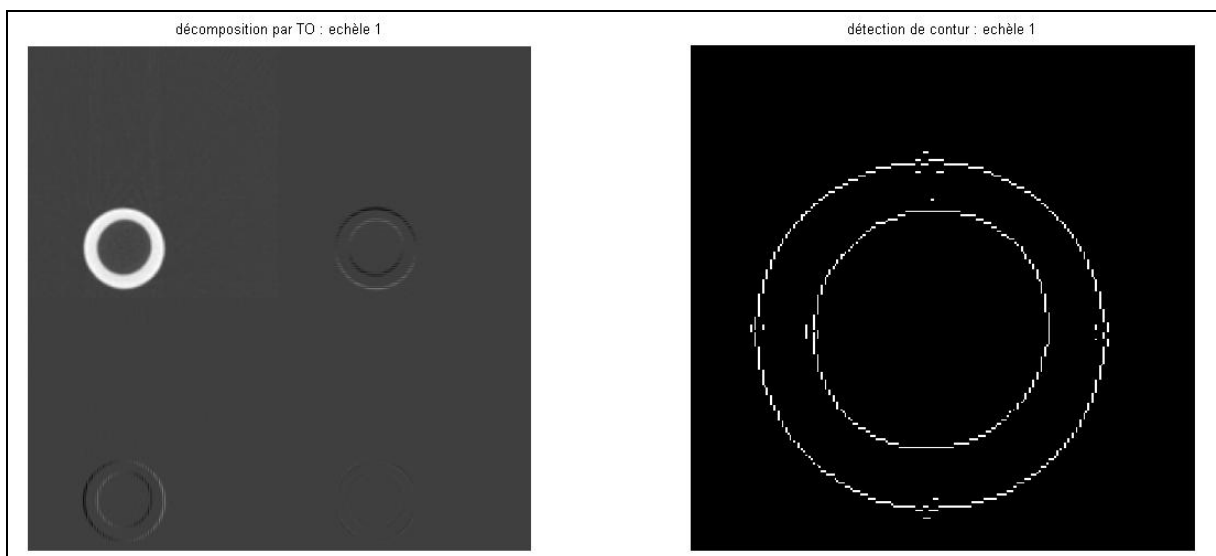 décomposition par TO : echèle 1
détection de contur : echèle 1